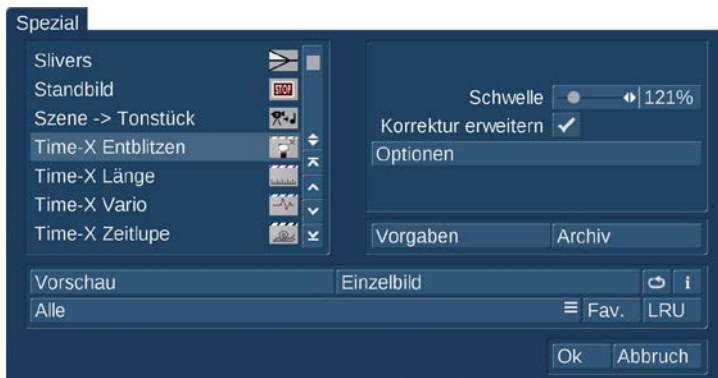 Spezial
Slivers
Standbild
STOP
Szene -> Tonstück
Time-X Entblitzen
Time-X Länge
Time-X Vario
Time-X Zeitlupe
Schwelle 121%
Korrektur erweitern
Optionen
Vorgaben Archiv
Vorschau Einzelbild i
Alle Fav. LRU
Ok Abbruch